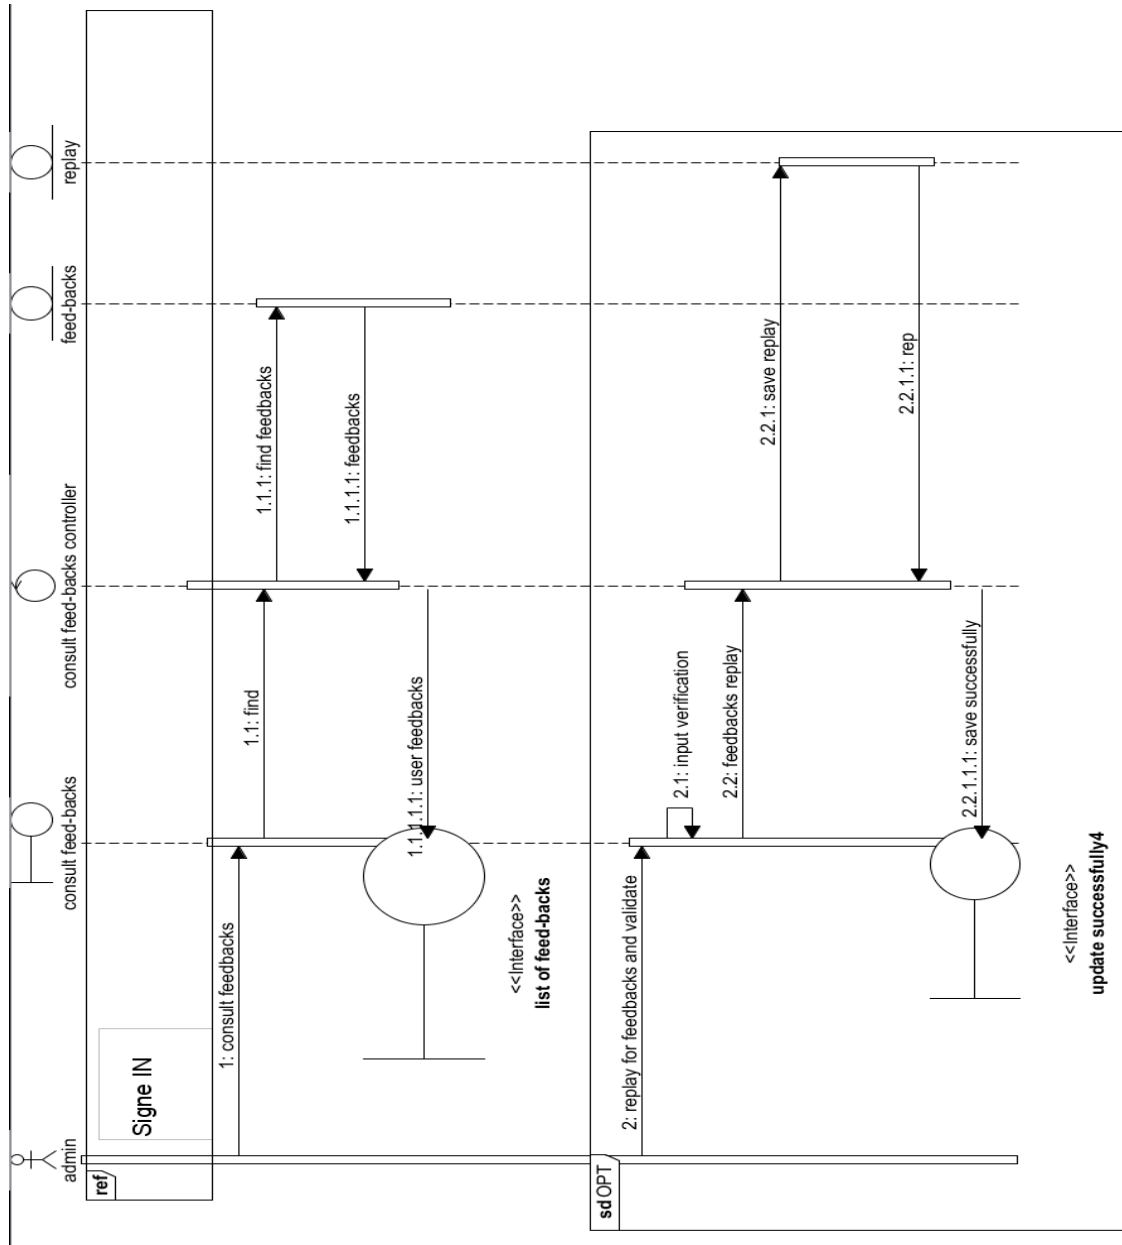 admin
consult feed-backs
consult feed-backs controller
feed-backs
replay
ref
Signe IN
1: consult feedbacks
1.1: find
1.1.1: find feedbacks
1.1.1.1: feedbacks
1.1.1.1.1: user feedbacks
<<Interface>>
list of feed-backs
sd OPT
2: replay for feedbacks and validate
2.1: input verification
2.2: feedbacks replay
2.2.1: save replay
2.2.1.1: rep
2.2.1.1.1: save successfully
<<Interface>>
update successfully4